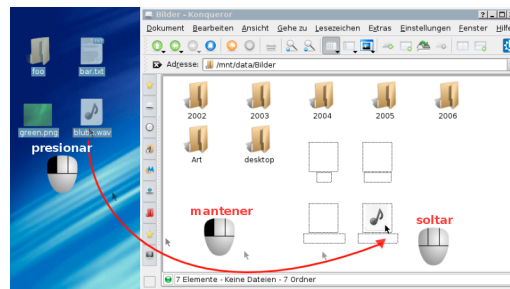 Bilder - Konqueror
Dokument Bearbeiten Ansicht Gehe zu Lesezeichen Extras Einstellungen Fenster Hilfe
Adresse: /mnt/data/Bilder
foo
bar.txt
green.png
blubb.wav
presionar
2002
2003
2004
2005
2006
Art
desktop
mantener
soltar
7 Elemente - Keine Dateien - 7 Ordner